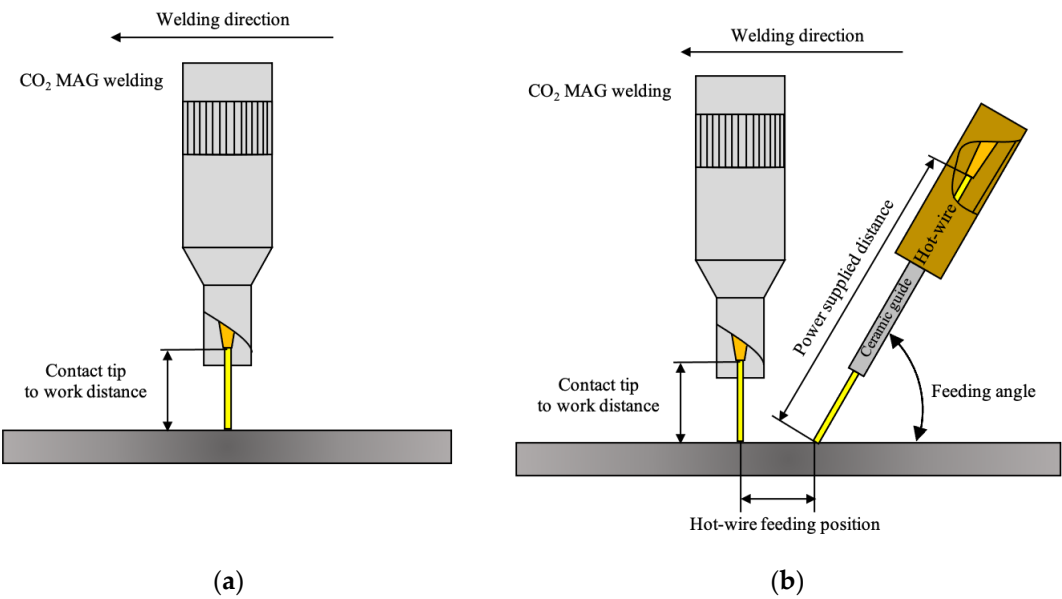 Welding direction
CO₂ MAG welding
Contact tip
to work distance
(a)
Welding direction
CO₂ MAG welding
Power supplied distance
Hot-wire
Ceramic guide
Contact tip
to work distance
Feeding angle
Hot-wire feeding position
(b)